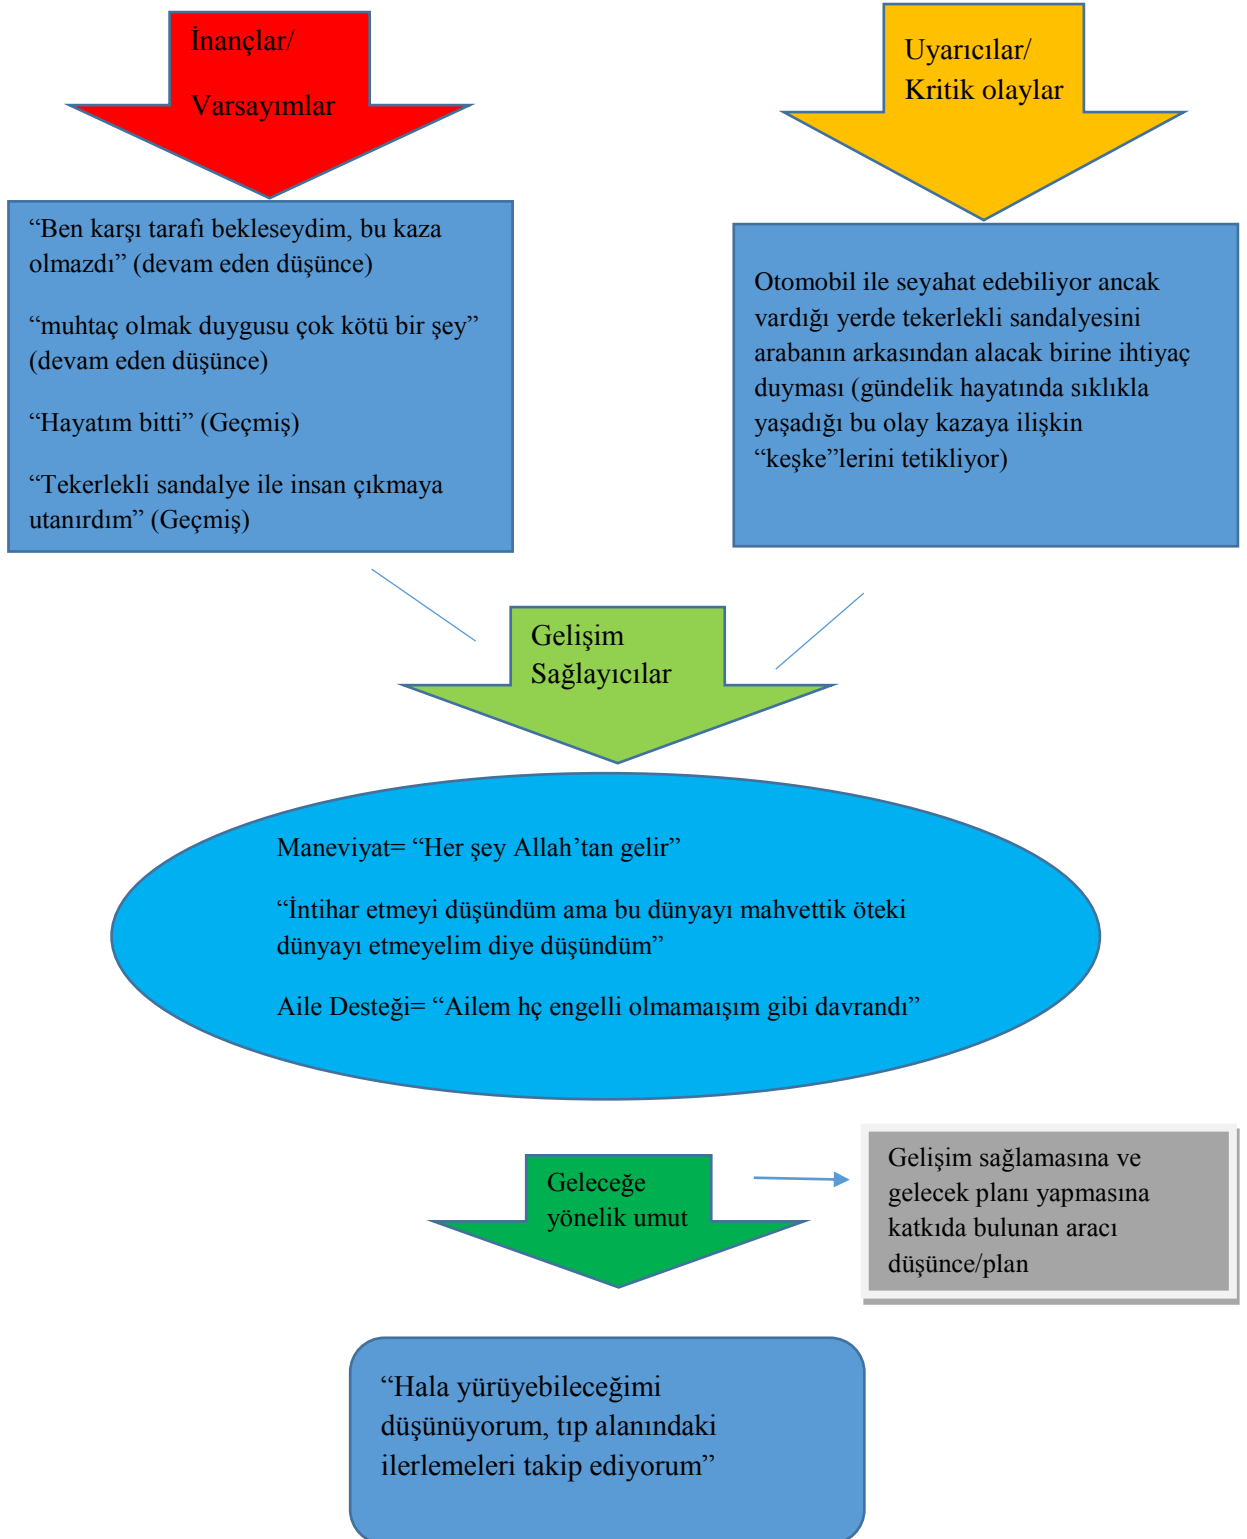 İnançlar/
Varsayımlar
Uyarıcılar/
Kritik olaylar
“Ben karşı tarafı bekleseydim, bu kaza
olmazdı” (devam eden düşünce)
“muhtaç olmak duygusu çok kötü bir şey”
(devam eden düşünce)
“Hayatım bitti” (Geçmiş)
“Tekerlekli sandalye ile insan çıkmaya
utanırdım” (Geçmiş)
Otomobil ile seyahat edebiliyor ancak
vardığı yerde tekerlekli sandalyesini
arabanın arkasından alacak birine ihtiyaç
duyması (gündelik hayatında sıklıkla
yaşadığı bu olay kazaya ilişkin
“keşke”lerini tetikliyor)
Gelişim
Sağlayıcılar
Maneviyat= “Her şey Allah’tan gelir”
“İntihar etmeyi düşündüm ama bu dünyayı mahvettik öteki
dünyayı etmeyelim diye düşündüm”
Aile Desteği= “Ailem hç engelli olmamaışım gibi davrandı”
Geleceğe
yönelik umut
Gelişim sağlamasına ve
gelecek planı yapmasına
katkıda bulunan aracı
düşünce/plan
“Hala yürüyebileceğimi
düşünüyorum, tıp alanındaki
ilerlemeleri takip ediyorum”